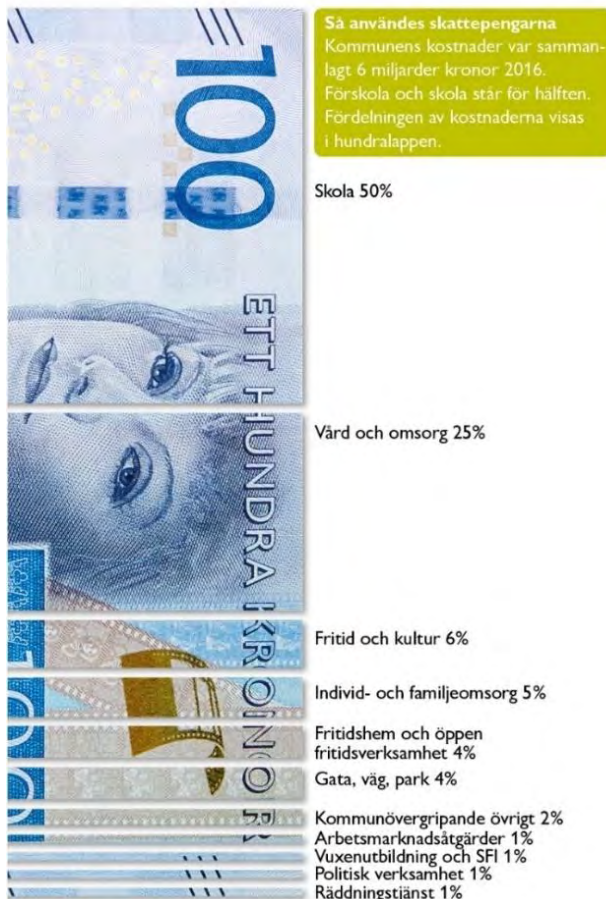 Så användes skattepengarna
Kommunens kostnader var samman-
lagt 6 miljarder kronor 2016.
Förskola och skola står för hälften.
Fördelningen av kostnaderna visas
i hundralappen.
100
ETT HUNDRA KRONOR
Skola 50%
Vård och omsorg 25%
Fritid och kultur 6%
Individ- och familjeomsorg 5%
Fritidshem och öppen
fritidsverksamhet 4%
Gata, väg, park 4%
Kommunövergripande övrigt 2%
Arbetsmarknadsåtgärder 1%
Vuxenutbildning och SFI 1%
Politisk verksamhet 1%
Räddningstjänst 1%
100